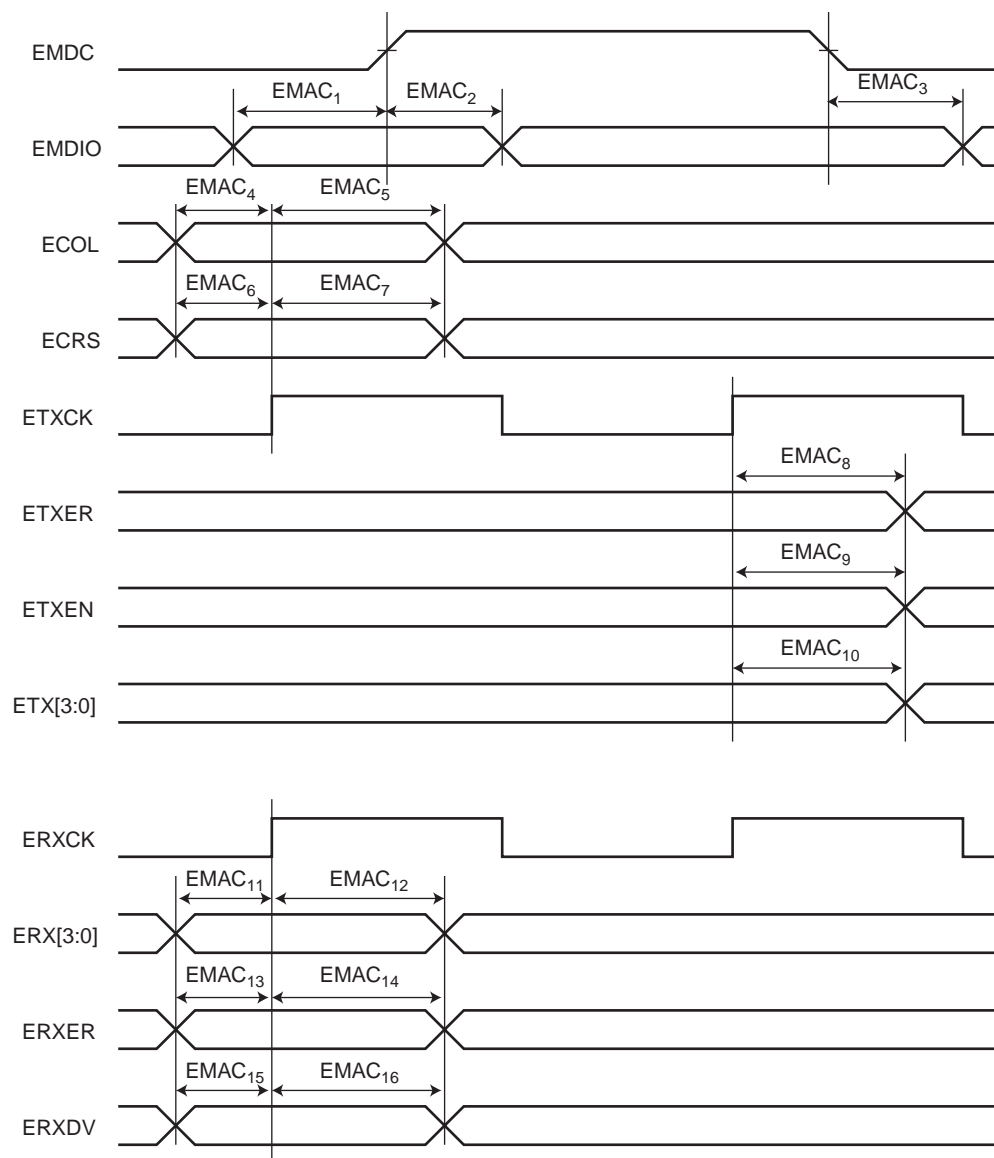 EMDC
EMAC₁ EMAC₂ EMAC₃
EMDIO
EMAC₄ EMAC₅
ECOL
EMAC₆ EMAC₇
ECRS
ETXCK
EMAC₈
ETXER
EMAC₉
ETXEN
EMAC₁₀
ETX[3:0]
ERXCK
EMAC₁₁ EMAC₁₂
ERX[3:0]
EMAC₁₃ EMAC₁₄
ERXER
EMAC₁₅ EMAC₁₆
ERXDV